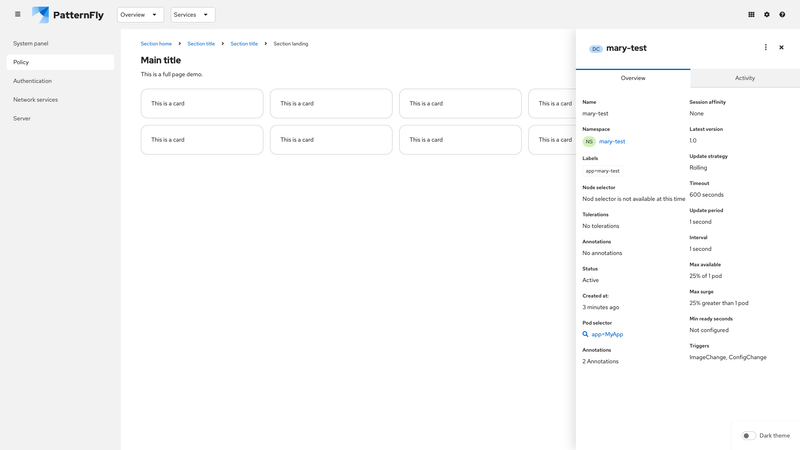 PatternFly
Overview
Services
System panel
Policy
Authentication
Network services
Server
Section home
Section title
Section title
Section landing
Main title
This is a full page demo.
This is a card
This is a card
This is a card
This is a card
This is a card
This is a card
This is a card
This is a card
DC mary-test
Overview
Activity
Name
mary-test
Namespace
NS mary-test
Labels
app=mary-test
Node selector
Nod selector is not available at this time
Tolerations
No tolerations
Annotations
No annotations
Status
Active
Created at:
3 minutes ago
Pod selector
app=MyApp
Annotations
2 Annotations
Session affinity
None
Latest version
1.0
Update strategy
Rolling
Timeout
600 seconds
Update period
1 second
Interval
1 second
Max available
25% of 1 pod
Max surge
25% greater than 1 pod
Min ready seconds
Not configured
Triggers
ImageChange, ConfigChange
Dark theme